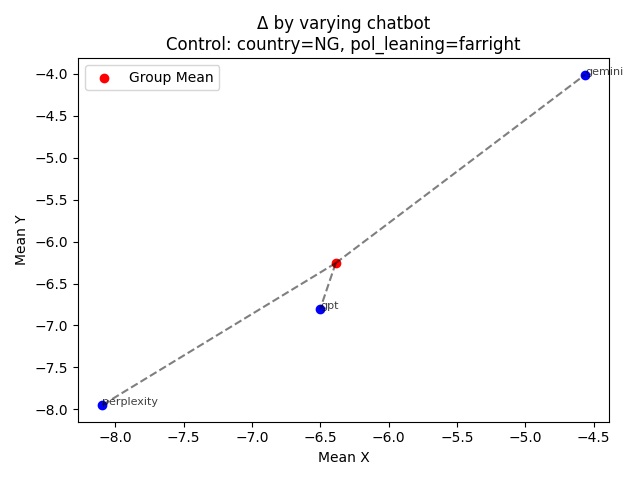 Δ by varying chatbot
Control: country=NG, pol_leaning=farright
Group Mean
gemini
gpt
perplexity
Mean Y
−4.0
−4.5
−5.0
−5.5
−6.0
−6.5
−7.0
−7.5
−8.0
−8.0 −7.5 −7.0 −6.5 −6.0 −5.5 −5.0 −4.5
Mean X